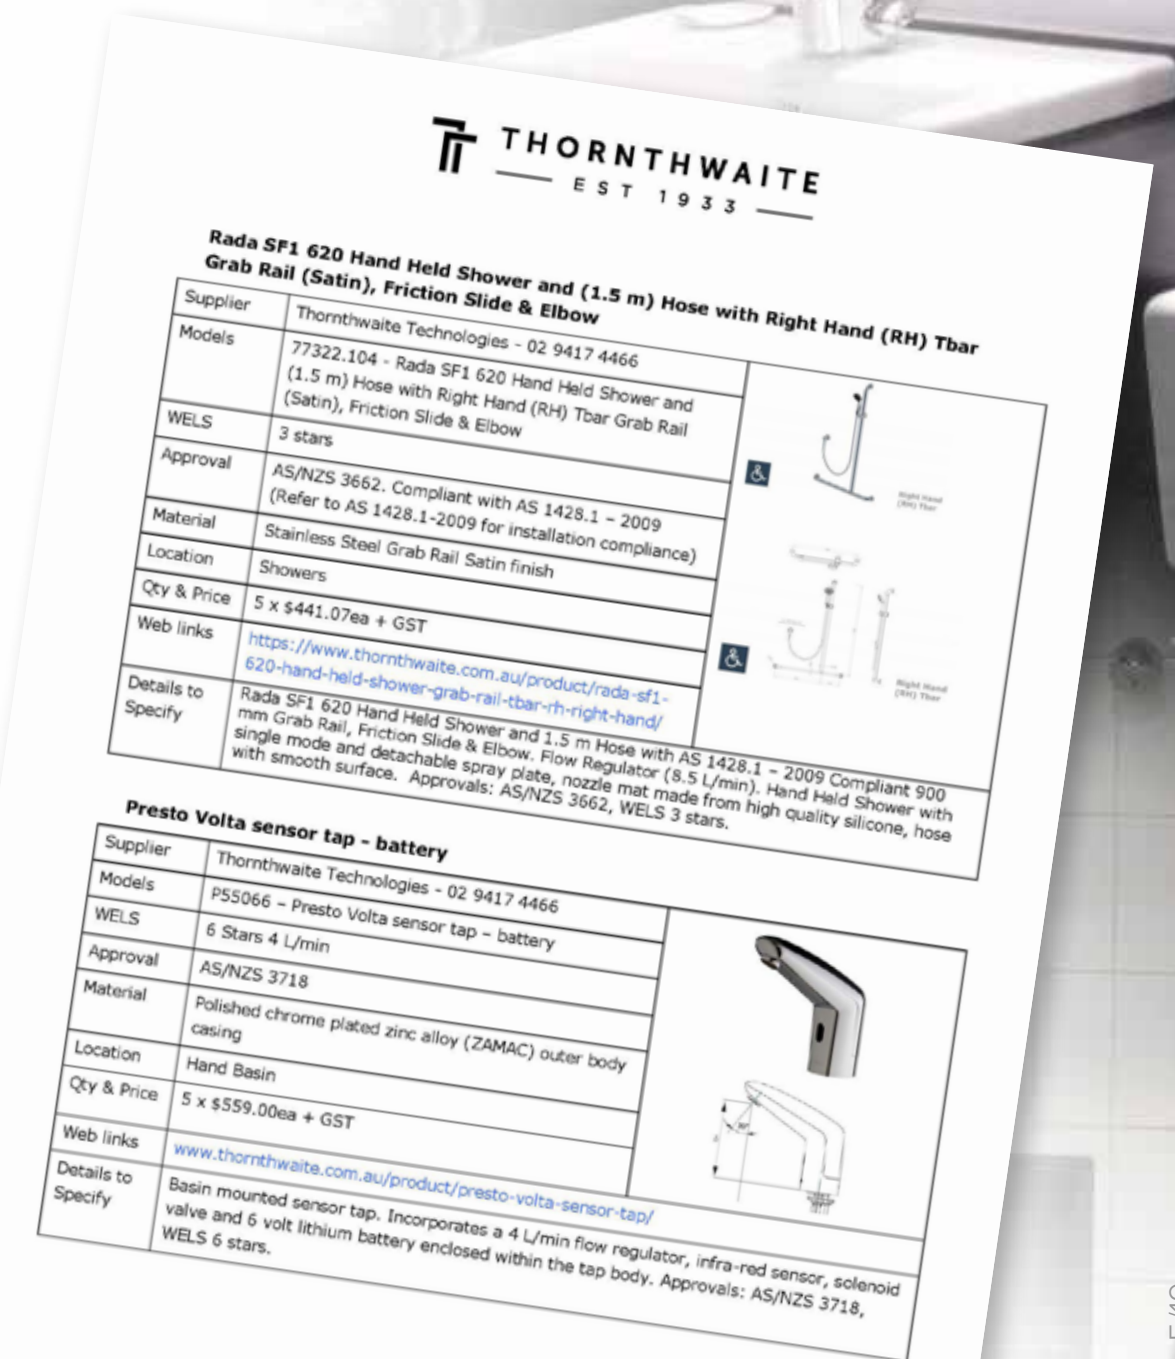 THORNTHWAITE
EST 1933
Rada SF1 620 Hand Held Shower and (1.5 m) Hose with Right Hand (RH) Tbar
Grab Rail (Satin), Friction Slide & Elbow
Supplier
Thornthwaite Technologies - 02 9417 4466
Models
77322.104 - Rada SF1 620 Hand Held Shower and
(1.5 m) Hose with Right Hand (RH) Tbar Grab Rail
(Satin), Friction Slide & Elbow
WELS
3 stars
Approval
AS/NZS 3662. Compliant with AS 1428.1 – 2009
(Refer to AS 1428.1-2009 for installation compliance)
Material
Stainless Steel Grab Rail Satin finish
Location
Showers
Qty & Price
5 x $441.07ea + GST
Web links
https://www.thornthwaite.com.au/product/rada-sf1-
620-hand-held-shower-grab-rail-tbar-rh-right-hand/
Right Hand
(RH) Tbar
Right Hand
(RH) Tbar
Details to
Specify
Rada SF1 620 Hand Held Shower and 1.5 m Hose with AS 1428.1 – 2009 Compliant 900
mm Grab Rail, Friction Slide & Elbow. Flow Regulator (8.5 L/min). Hand Held Shower with
single mode and detachable spray plate, nozzle mat made from high quality silicone, hose
with smooth surface. Approvals: AS/NZS 3662, WELS 3 stars.
Presto Volta sensor tap – battery
Supplier
Thornthwaite Technologies - 02 9417 4466
Models
P55066 – Presto Volta sensor tap – battery
WELS
6 Stars 4 L/min
Approval
AS/NZS 3718
Material
Polished chrome plated zinc alloy (ZAMAC) outer body
casing
Location
Hand Basin
Qty & Price
5 x $559.00ea + GST
Web links
www.thornthwaite.com.au/product/presto-volta-sensor-tap/
Details to
Specify
Basin mounted sensor tap. Incorporates a 4 L/min flow regulator, infra-red sensor, solenoid
valve and 6 volt lithium battery enclosed within the tap body. Approvals: AS/NZS 3718,
WELS 6 stars.